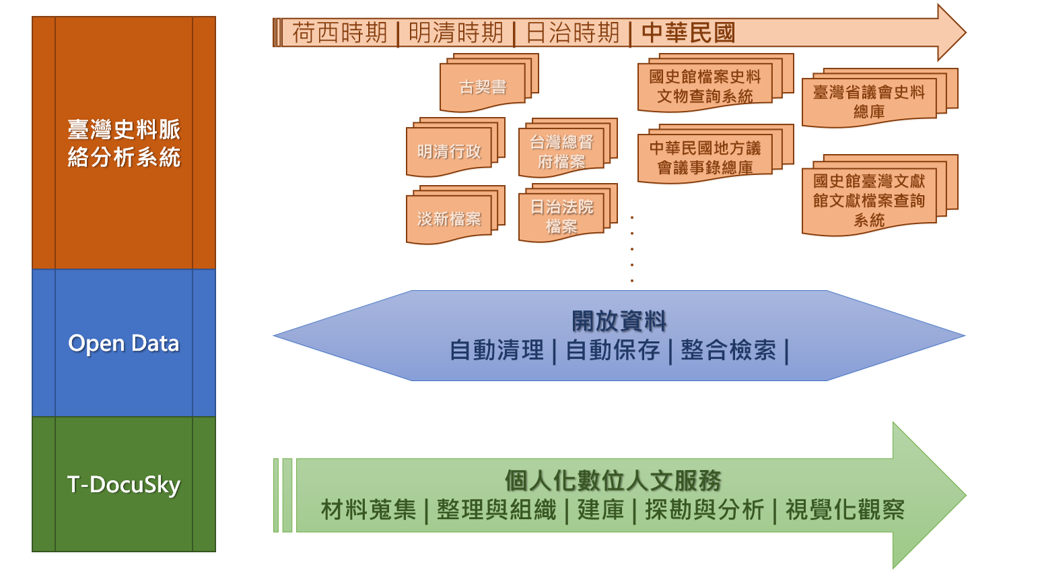 荷西時期 | 明清時期 | 日治時期 | 中華民國
臺灣史料脈
絡分析系統
古契書
明清行政
淡新檔案
台灣總督
府檔案
日治法院
檔案
國史館檔案史料
文物查詢系統
中華民國地方議
會議事錄總庫
臺灣省議會史料
總庫
國史館臺灣文獻
館文獻檔案查詢
系統
Open Data
開放資料
自動清理 | 自動保存 | 整合檢索 |
T-DocuSky
個人化數位人文服務
材料蒐集 | 整理與組織 | 建庫 | 探勘與分析 | 視覺化觀察